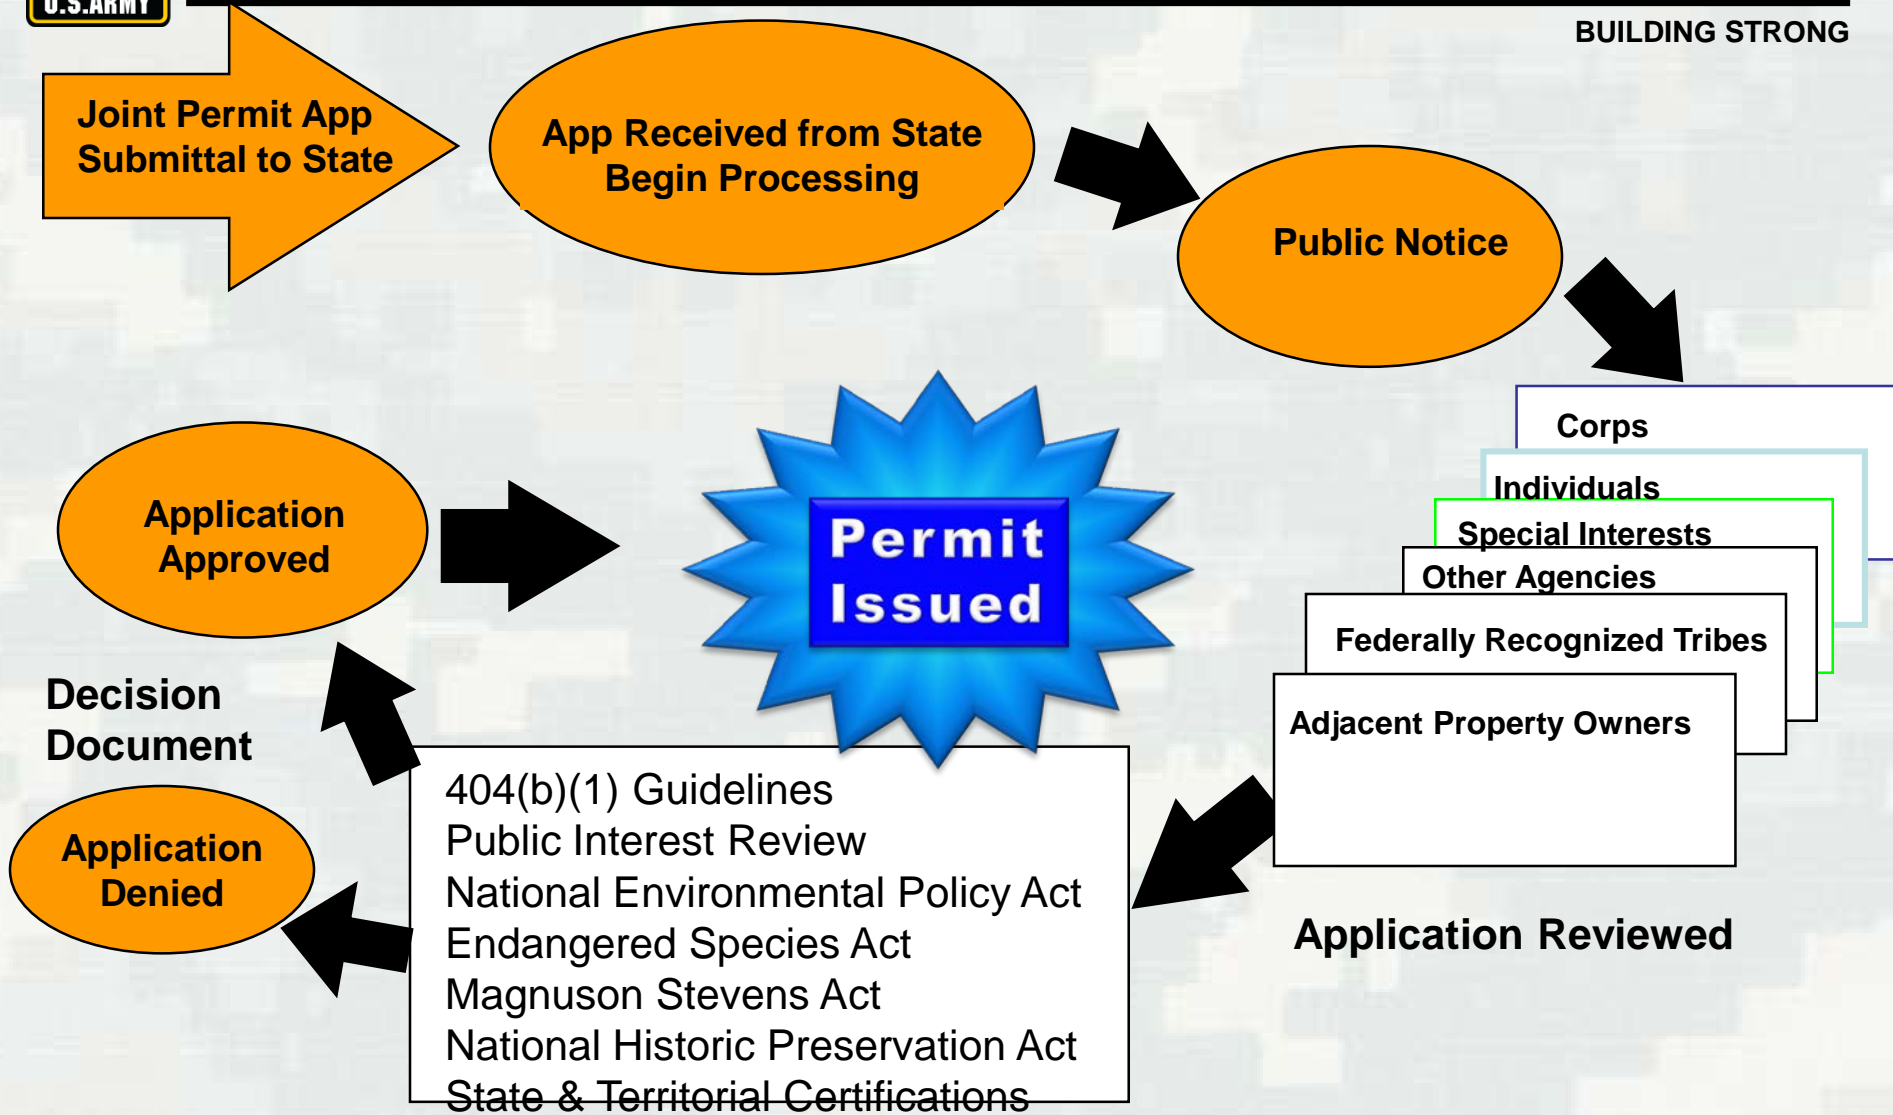 U.S.ARMY
BUILDING STRONG
Joint Permit App
Submittal to State
App Received from State
Begin Processing
Public Notice
Corps
Individuals
Special Interests
Other Agencies
Federally Recognized Tribes
Adjacent Property Owners
Application Reviewed
404(b)(1) Guidelines
Public Interest Review
National Environmental Policy Act
Endangered Species Act
Magnuson Stevens Act
National Historic Preservation Act
State & Territorial Certifications
Decision
Document
Application
Approved
Application
Denied
Permit
Issued